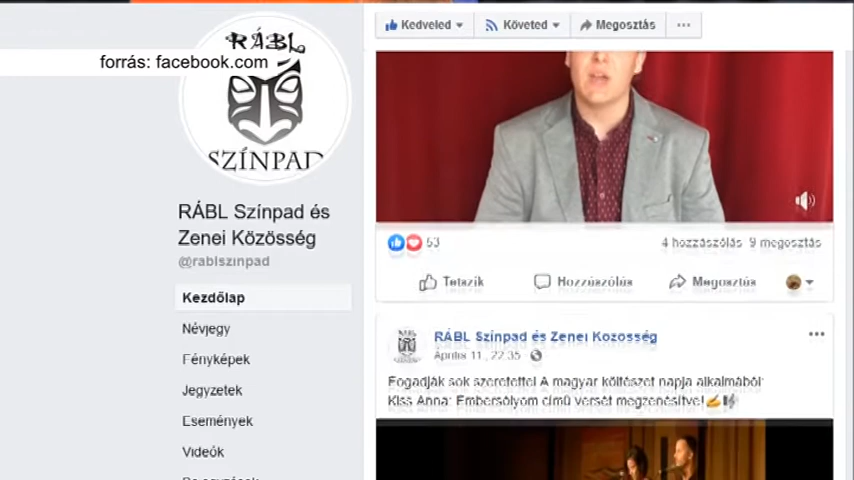 Kedveled
Követed
Megosztás
RÁBL
forrás: facebook.com
SZÍNPAD
RÁBL Színpad és
Zenei Közösség
@rablszinpad
53
4 hozzászólás 9 megosztás
Tetszik
Hozzászólás
Megosztás
Kezdőlap
Névjegy
Fényképek
Jegyzetek
Események
Videók
RÁBL Színpad és Zenei Közösség
Április 11., 22:35
Fogadják sok szeretettel A magyar költészet napja alkalmából:
Kiss Anna: Embersólyom című versét megzenésítve!